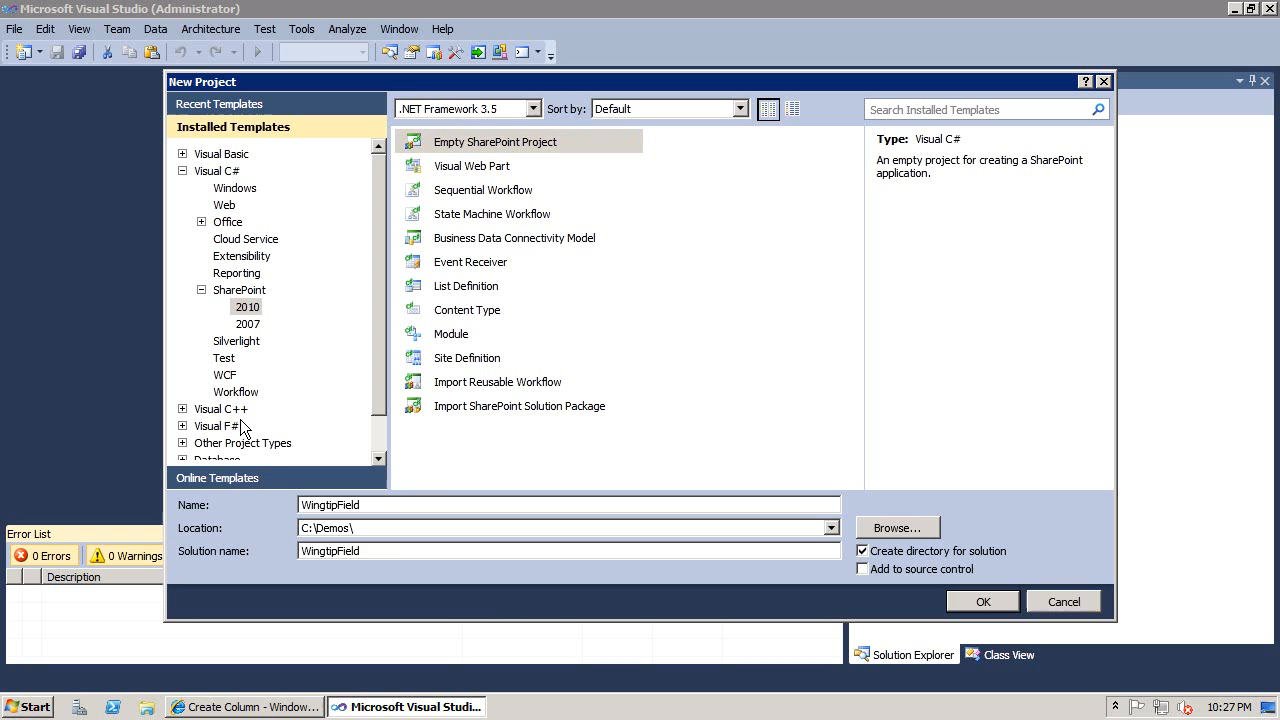 Microsoft Visual Studio (Administrator)
File Edit View Team Data Architecture Test Tools Analyze Window Help
New Project
Recent Templates
Installed Templates
.NET Framework 3.5
Sort by: Default
Search Installed Templates
Visual Basic
Visual C#
Windows
Web
Office
Cloud Service
Extensibility
Reporting
SharePoint
2010
2007
Silverlight
Test
WCF
Workflow
Visual C++
Visual F#
Other Project Types
Database
Online Templates
Empty SharePoint Project
Visual Web Part
Sequential Workflow
State Machine Workflow
Business Data Connectivity Model
Event Receiver
List Definition
Content Type
Module
Site Definition
Import Reusable Workflow
Import SharePoint Solution Package
Type: Visual C#
An empty project for creating a SharePoint
application.
Name: WingtipField
Location: C:\Demos\
Browse...
Solution name: WingtipField
Create directory for solution
Add to source control
OK Cancel
Error List
0 Errors 0 Warnings
Description
Solution Explorer Class View
Start Create Column - Window... Microsoft Visual Studi... 10:27 PM